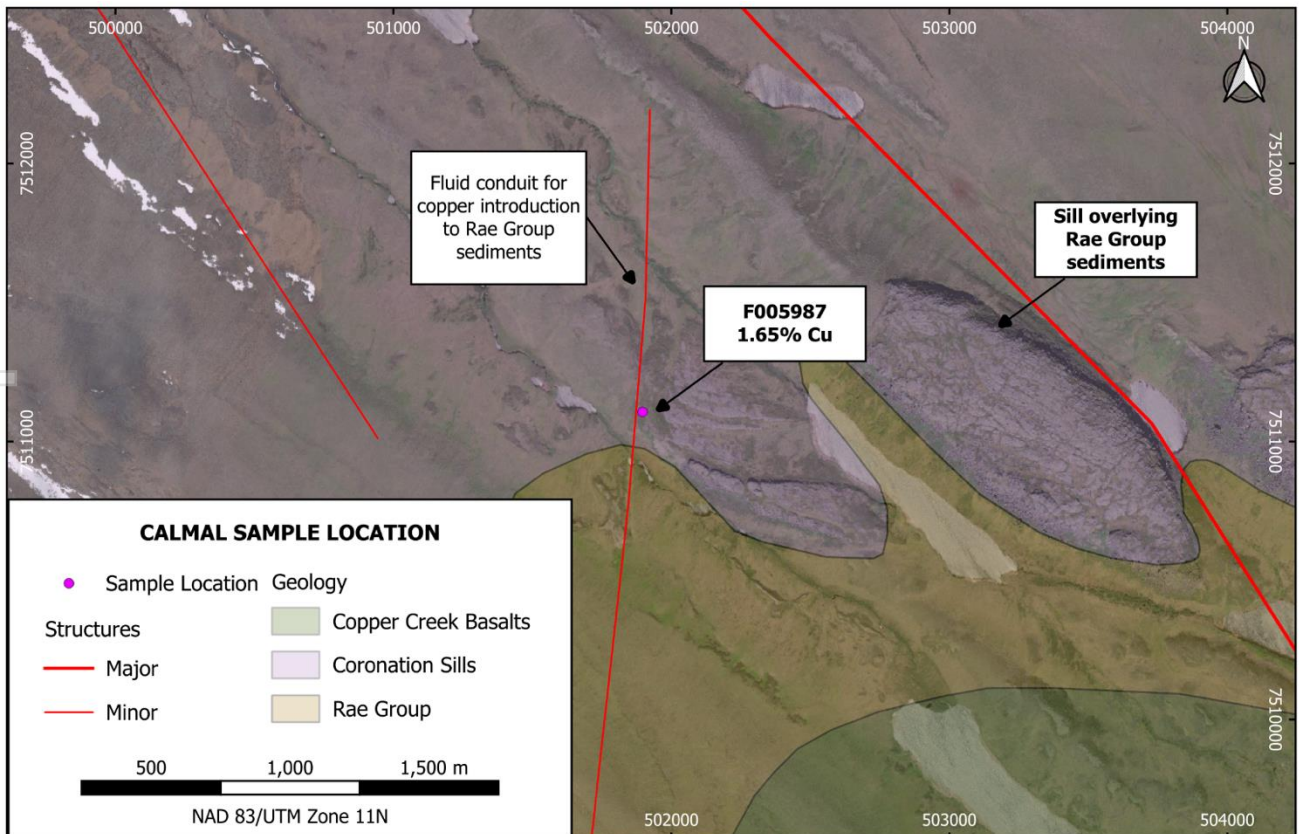 500000
501000
502000
503000
504000
N
7512000
7512000
Fluid conduit for
copper introduction
to Rae Group
sediments
Sill overlying
Rae Group
sediments
F005987
1.65% Cu
7511000
7511000
CALMAL SAMPLE LOCATION
Sample Location
Structures
Major
Minor
Geology
Copper Creek Basalts
Coronation Sills
Rae Group
500
1,000
1,500 m
NAD 83/UTM Zone 11N
7510000
502000
503000
504000